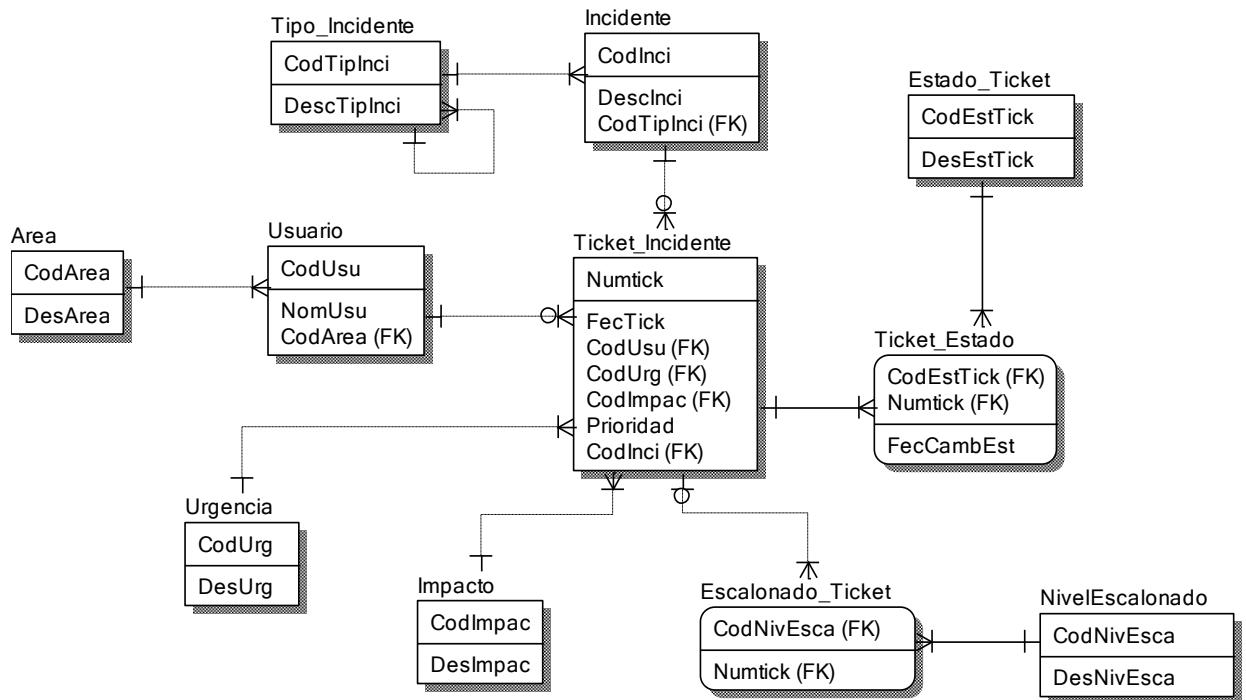 Tipo_Incidente
CodTipInci
DescTipInci
Incidente
CodInci
DescInci
CodTipInci (FK)
Estado_Ticket
CodEstTick
DesEstTick
Area
CodArea
DesArea
Usuario
CodUsu
NomUsu
CodArea (FK)
Ticket_Incidente
Numtick
FecTick
CodUsu (FK)
CodUrg (FK)
CodImpac (FK)
Prioridad
CodInci (FK)
Ticket_Estado
CodEstTick (FK)
Numtick (FK)
FecCambEst
Urgencia
CodUrg
DesUrg
Impacto
CodImpac
DesImpac
Escalonado_Ticket
CodNivEsca (FK)
Numtick (FK)
NivelEscalonado
CodNivEsca
DesNivEsca